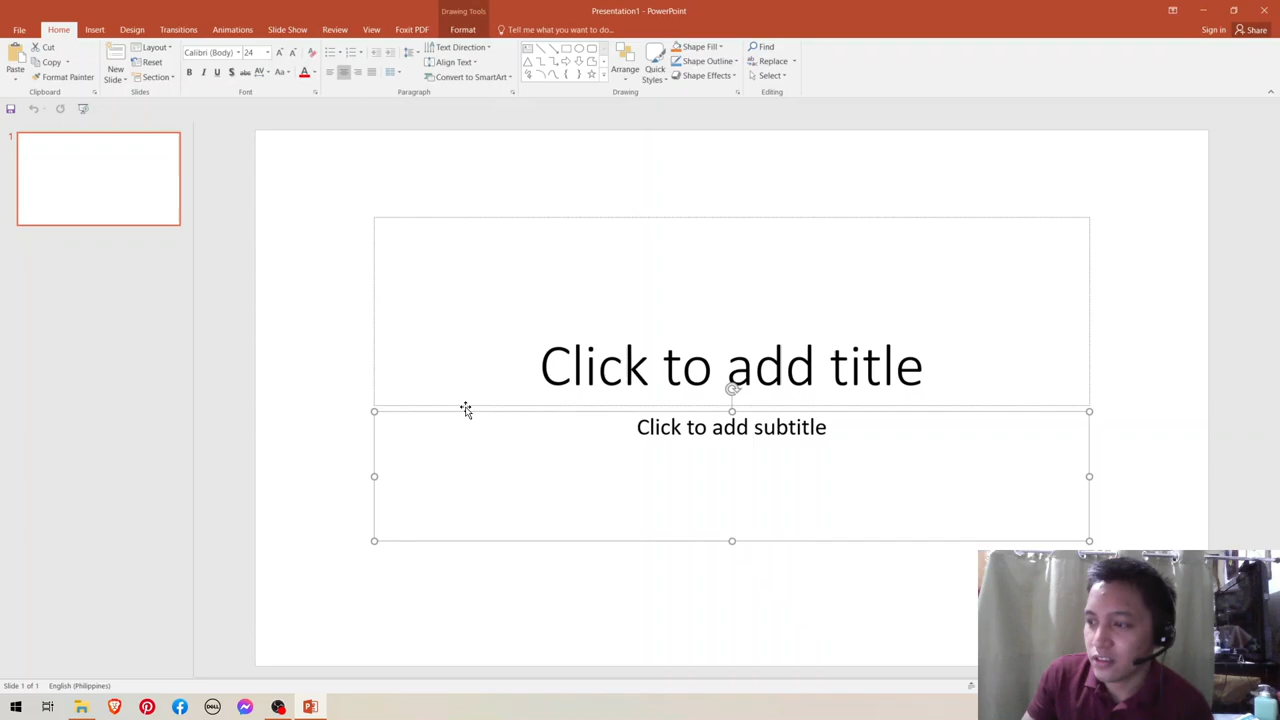 Drawing Tools
Presentation1 - PowerPoint
File Home Insert Design Transitions Animations Slide Show Review View Foxit PDF Format Tell me what you want to do... Sign in Share
Paste Cut Copy Format Painter Clipboard
New Slide Layout Reset Section Slides
Calibri (Body) 24 A A B I U S abc AV Aa A Font
Text Direction Align Text Convert to SmartArt Paragraph
Arrange Quick Styles Shape Fill Shape Outline Shape Effects Drawing
Find Replace Select Editing
1
Click to add title
Click to add subtitle
Slide 1 of 1 English (Philippines)
DELL